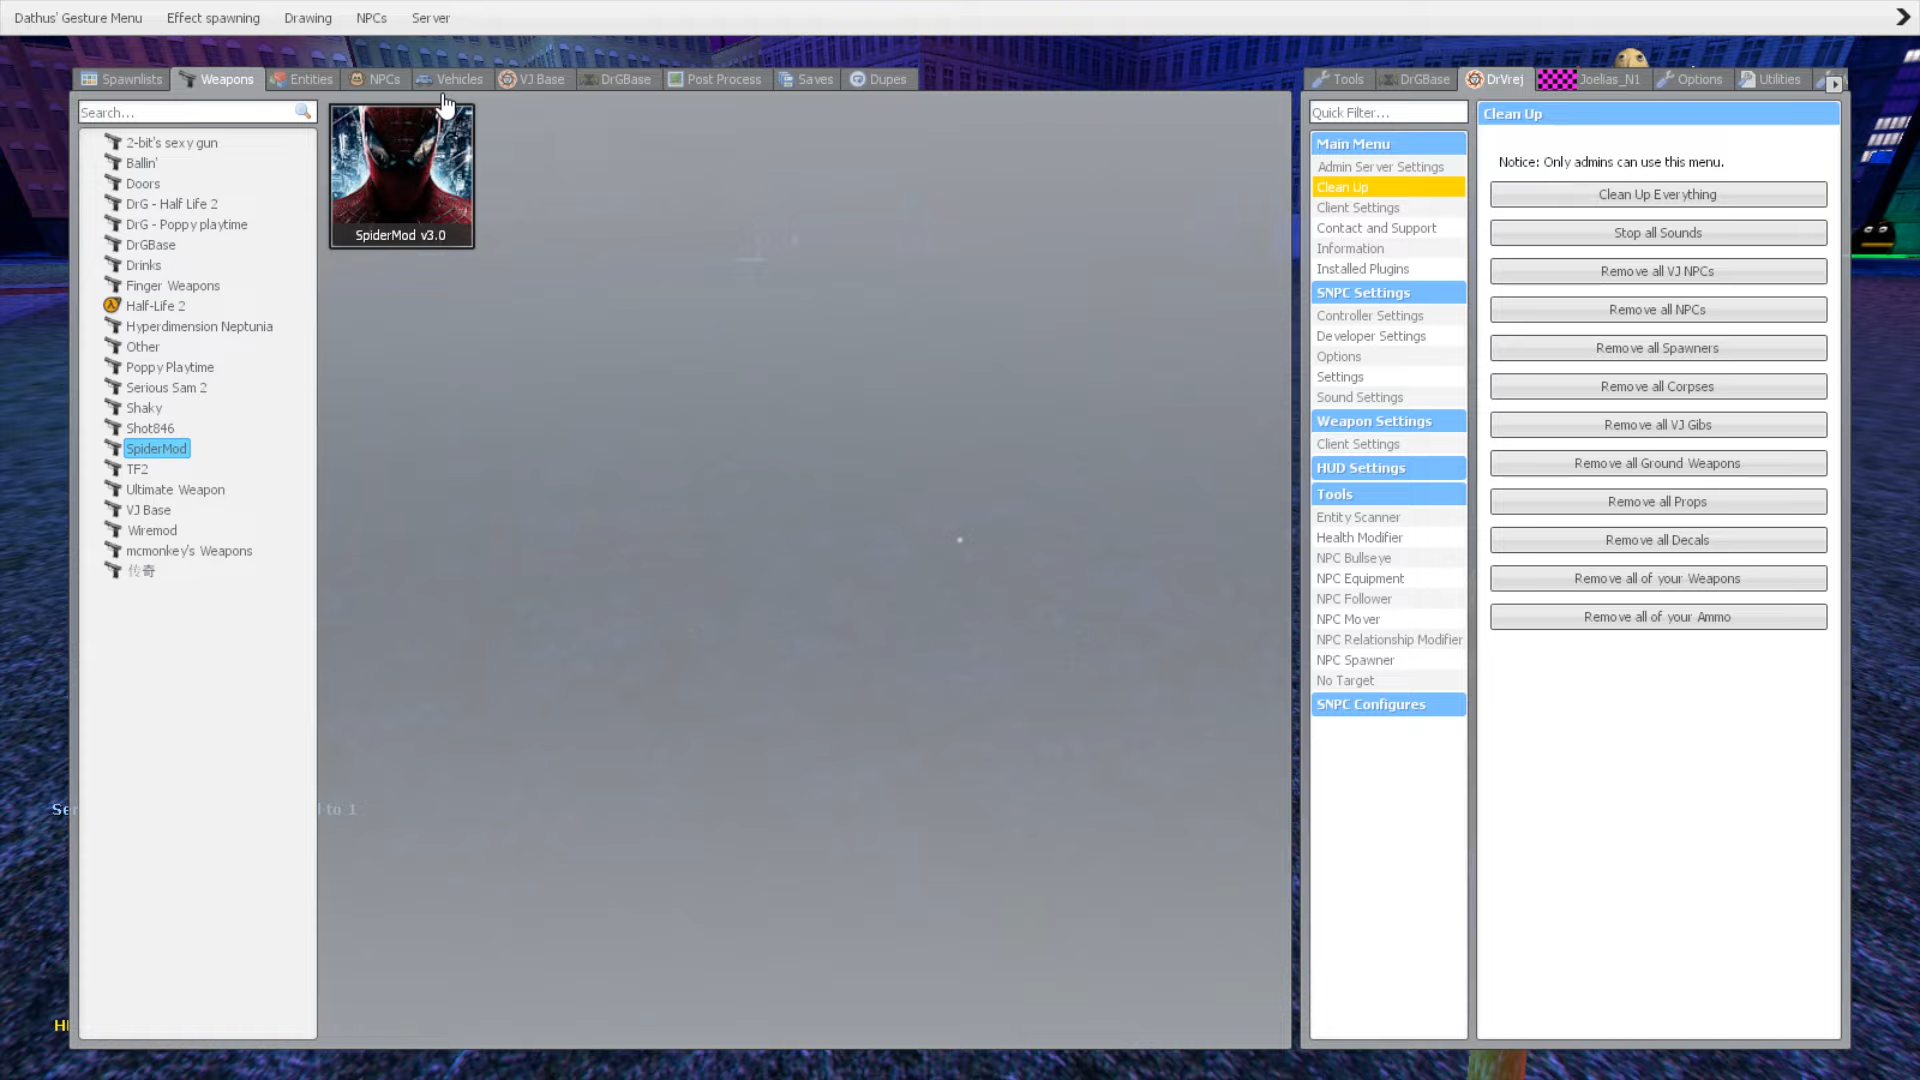 Dathus' Gesture Menu Effect spawning Drawing NPCs Server
Spawnlists Weapons Entities NPCs Vehicles VJ Base DrGBase Post Process Saves Dupes
Search...
2-bit's sexy gun
Ballin'
Doors
DrG - Half Life 2
DrG - Poppy playtime
DrGBase
Drinks
Finger Weapons
Half-Life 2
Hyperdimension Neptunia
Other
Poppy Playtime
Serious Sam 2
Shaky
Shot846
SpiderMod
TF2
Ultimate Weapon
VJ Base
Wiremod
mcmonkey's Weapons
传奇
SpiderMod v3.0
to 1
Tools DrGBase DrVrej Joelias_N1 Options Utilities
Quick Filter...
Main Menu
Admin Server Settings
Clean Up
Client Settings
Contact and Support
Information
Installed Plugins
SNPC Settings
Controller Settings
Developer Settings
Options
Settings
Sound Settings
Weapon Settings
Client Settings
HUD Settings
Tools
Entity Scanner
Health Modifier
NPC Bullseye
NPC Equipment
NPC Follower
NPC Mover
NPC Relationship Modifier
NPC Spawner
No Target
SNPC Configures
Clean Up
Notice: Only admins can use this menu.
Clean Up Everything
Stop all Sounds
Remove all VJ NPCs
Remove all NPCs
Remove all Spawners
Remove all Corpses
Remove all VJ Gibs
Remove all Ground Weapons
Remove all Props
Remove all Decals
Remove all of your Weapons
Remove all of your Ammo